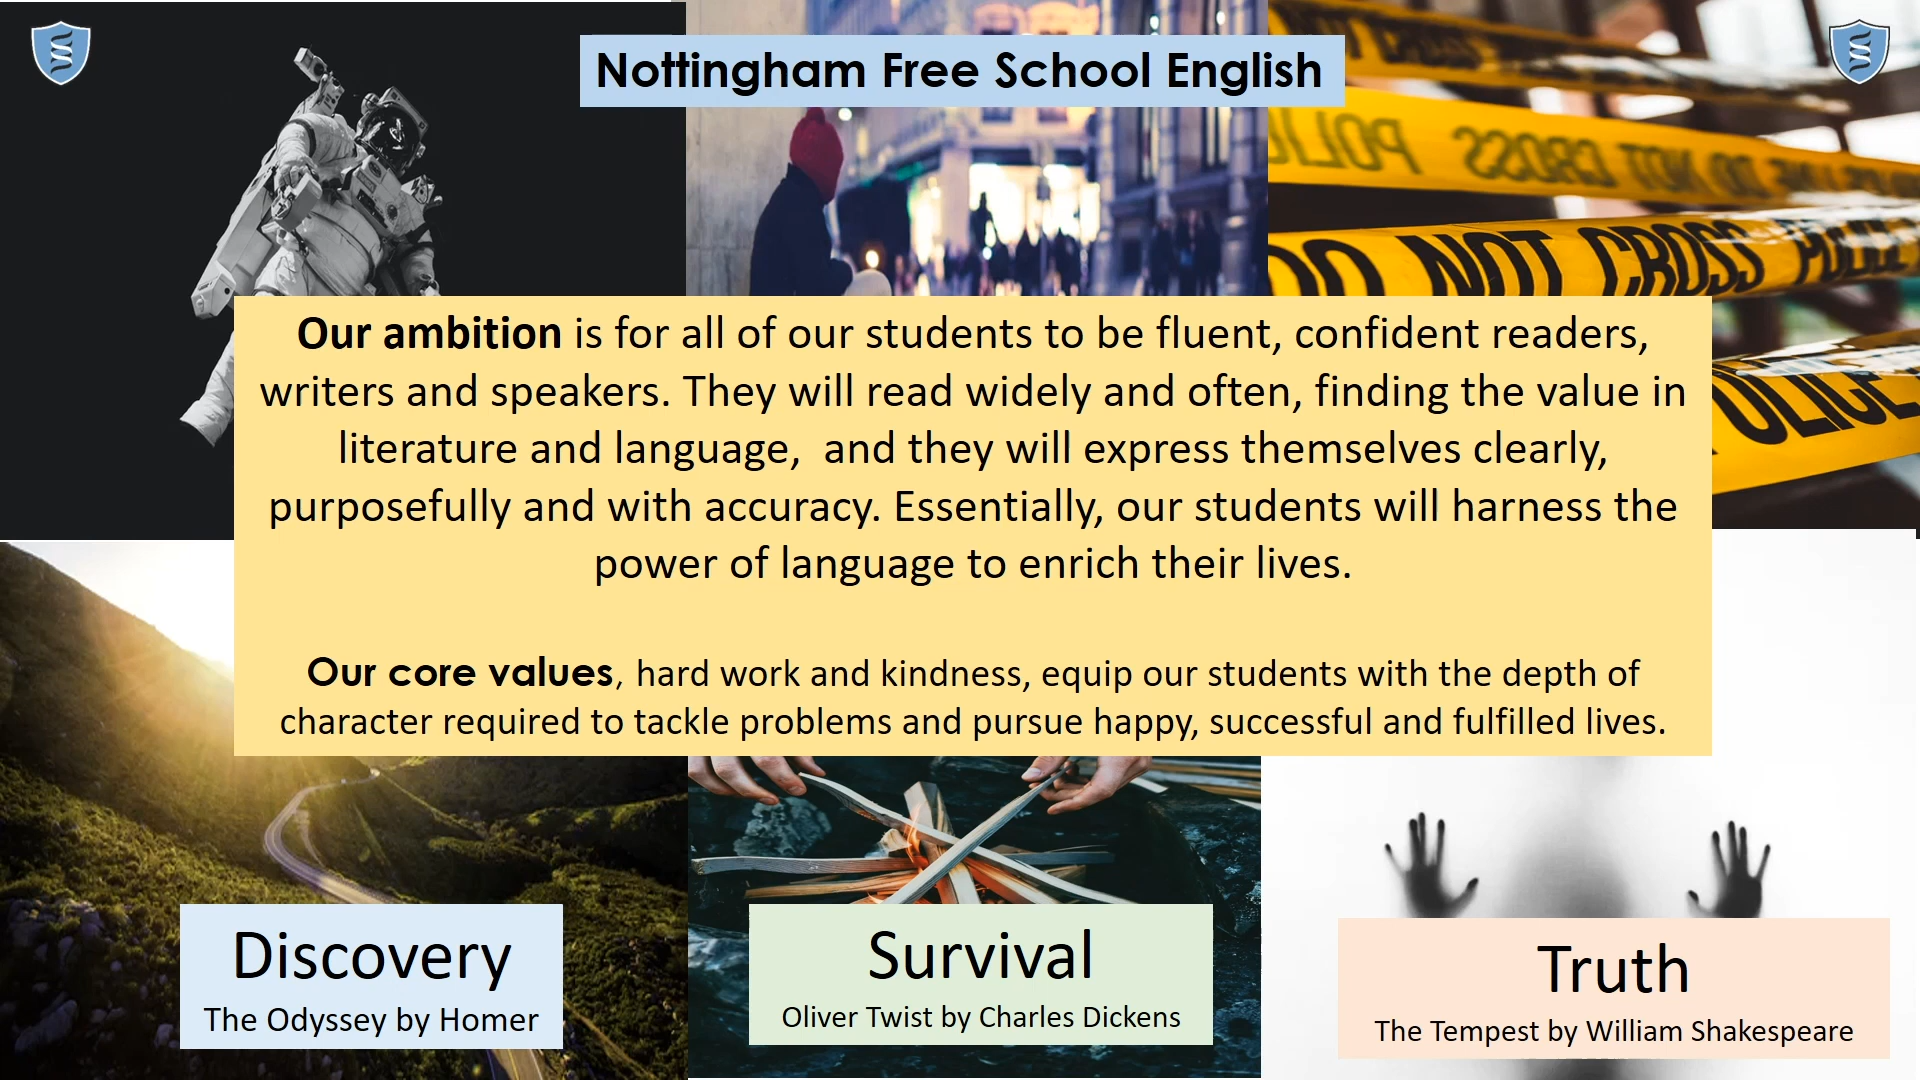 Nottingham Free School English
POLIC
DO NOT CROSS
DO NOT CROSS POLICE
POLICE
Our ambition is for all of our students to be fluent, confident readers,
writers and speakers. They will read widely and often, finding the value in
literature and language,  and they will express themselves clearly,
purposefully and with accuracy. Essentially, our students will harness the
power of language to enrich their lives.
Our core values, hard work and kindness, equip our students with the depth of
character required to tackle problems and pursue happy, successful and fulfilled lives.
Discovery
The Odyssey by Homer
Survival
Oliver Twist by Charles Dickens
Truth
The Tempest by William Shakespeare